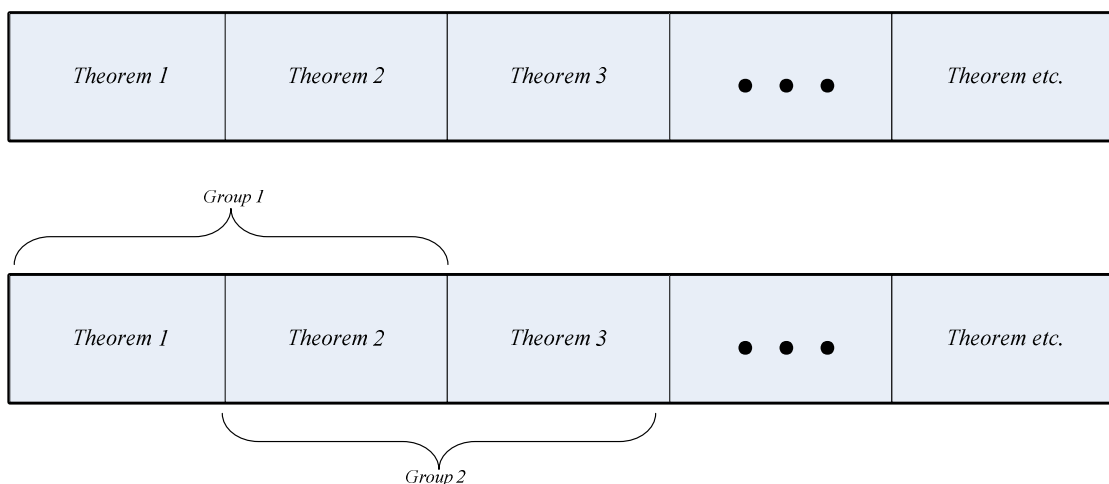 Theorem 1 Theorem 2 Theorem 3 • • • Theorem etc.
Group 1
Theorem 1 Theorem 2 Theorem 3 • • • Theorem etc.
Group 2